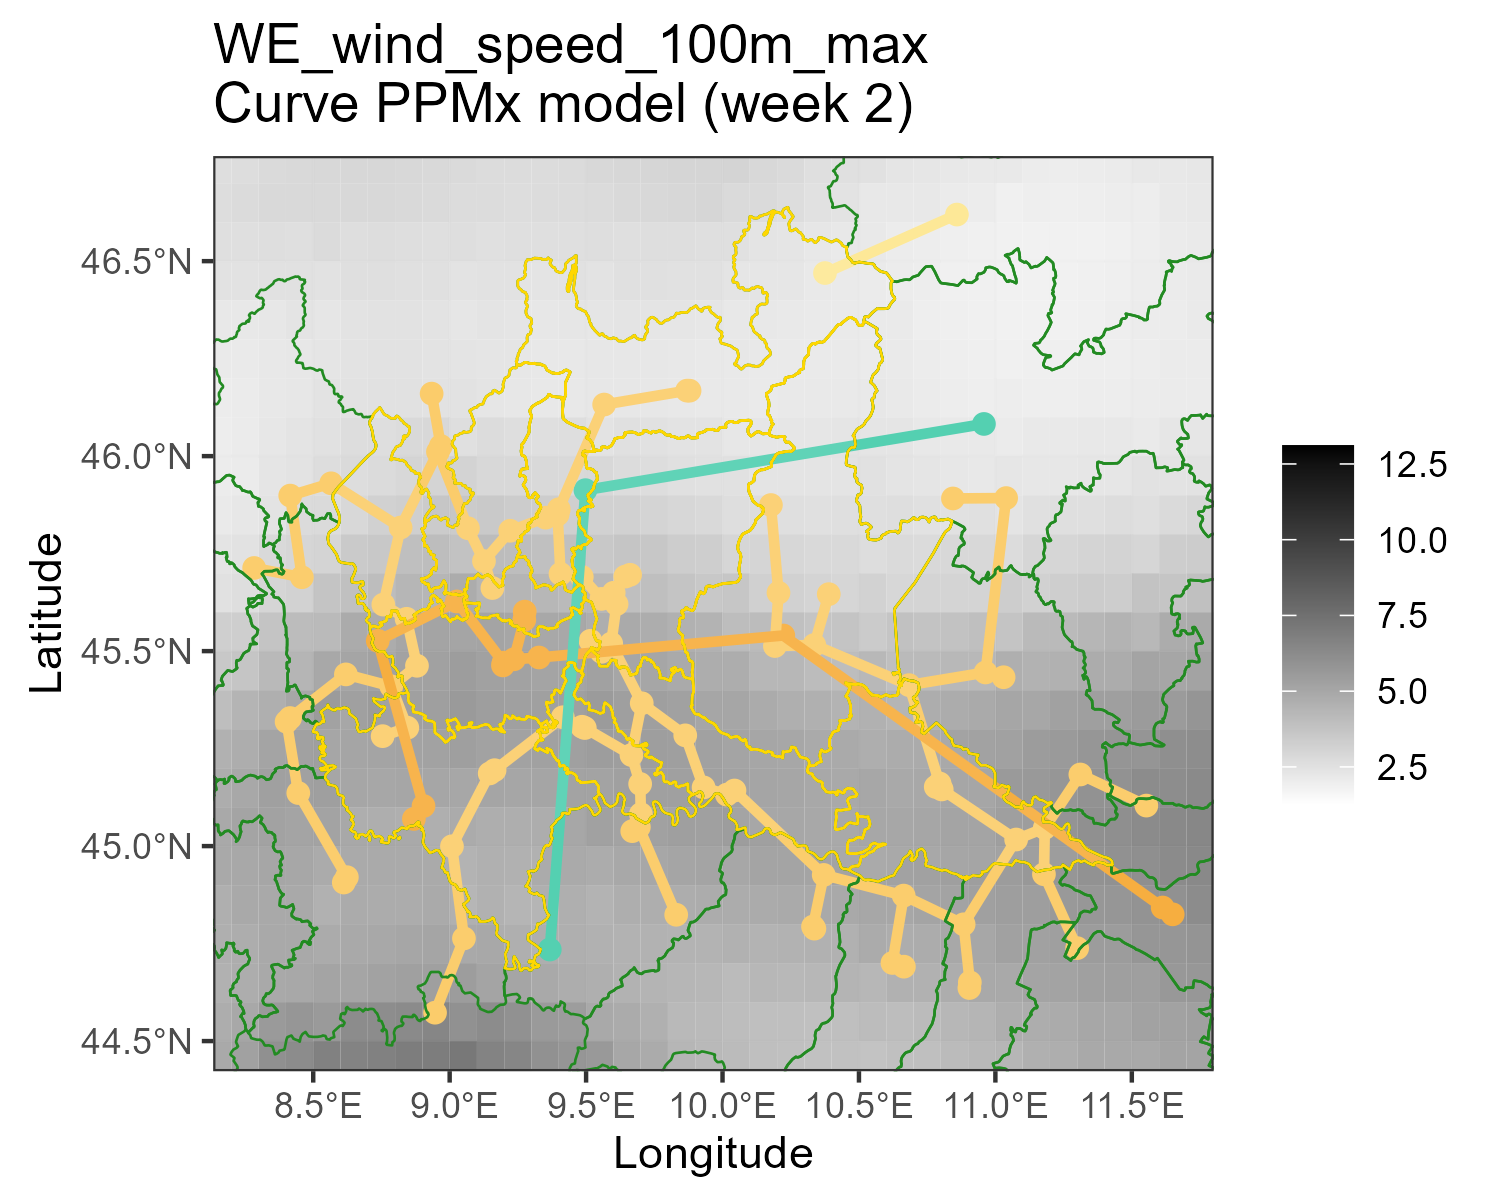 WE_wind_speed_100m_max
Curve PPMx model (week 2)
46.5°N
46.0°N
45.5°N
45.0°N
44.5°N
Latitude
8.5°E 9.0°E 9.5°E 10.0°E 10.5°E 11.0°E 11.5°E
Longitude
12.5
10.0
7.5
5.0
2.5